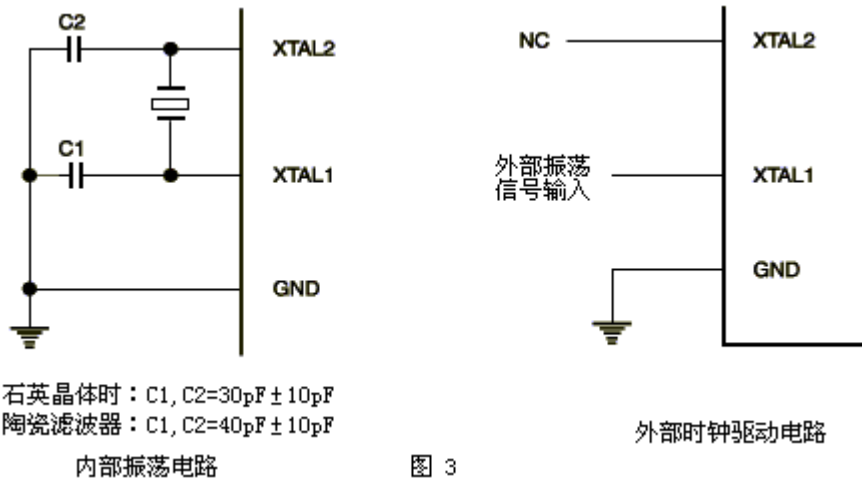 C2
XTAL2
C1
XTAL1
GND
石英晶体时：C1,C2=30pF±10pF
陶瓷滤波器：C1,C2=40pF±10pF
内部振荡电路
NC
XTAL2
外部振荡
信号输入
XTAL1
GND
外部时钟驱动电路
图 3